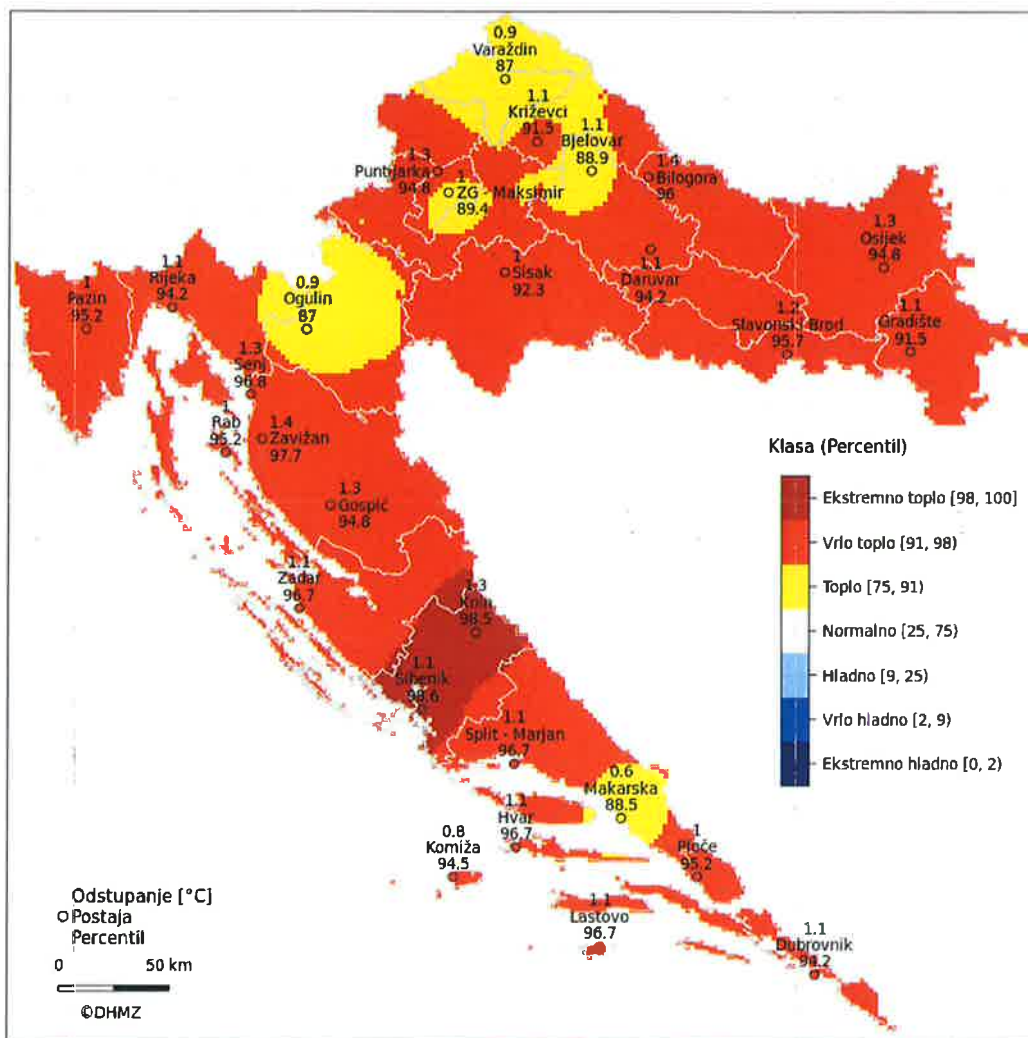 0.9
Varaždin
87
1.1
Križevci
91.5
1.1
Bjelovar
88.9
1.3
Puntijarka
94.8
1
ZG - Maksimir
89.4
1.4
Bilogora
96
1.3
Osijek
94.8
1
Pazin
95.2
1.1
Rijeka
94.2
0.9
Ogulin
87
1
Sisak
92.3
1.1
Daruvar
94.2
1.2
Slavonski Brod
95.7
1.1
Gradište
91.5
1.3
Senj
96.8
1
Rab
95.2
1.4
Zavižan
97.7
1.3
Gospić
94.8
1.1
Zadar
96.7
1.3
Knin
98.5
1.1
Šibenik
98.6
1.1
Split - Marjan
96.7
0.6
Makarska
88.5
1.1
Hvar
96.7
0.8
Komiža
94.5
1
Ploče
95.2
1.1
Lastovo
96.7
1.1
Dubrovnik
94.2
Klasa (Percentil)
Ekstremno toplo [98, 100]
Vrlo toplo [91, 98)
Toplo [75, 91)
Normalno [25, 75)
Hladno [9, 25)
Vrlo hladno [2, 9)
Ekstremno hladno [0, 2)
Odstupanje [°C]
Postaja
Percentil
0 50 km
©DHMZ